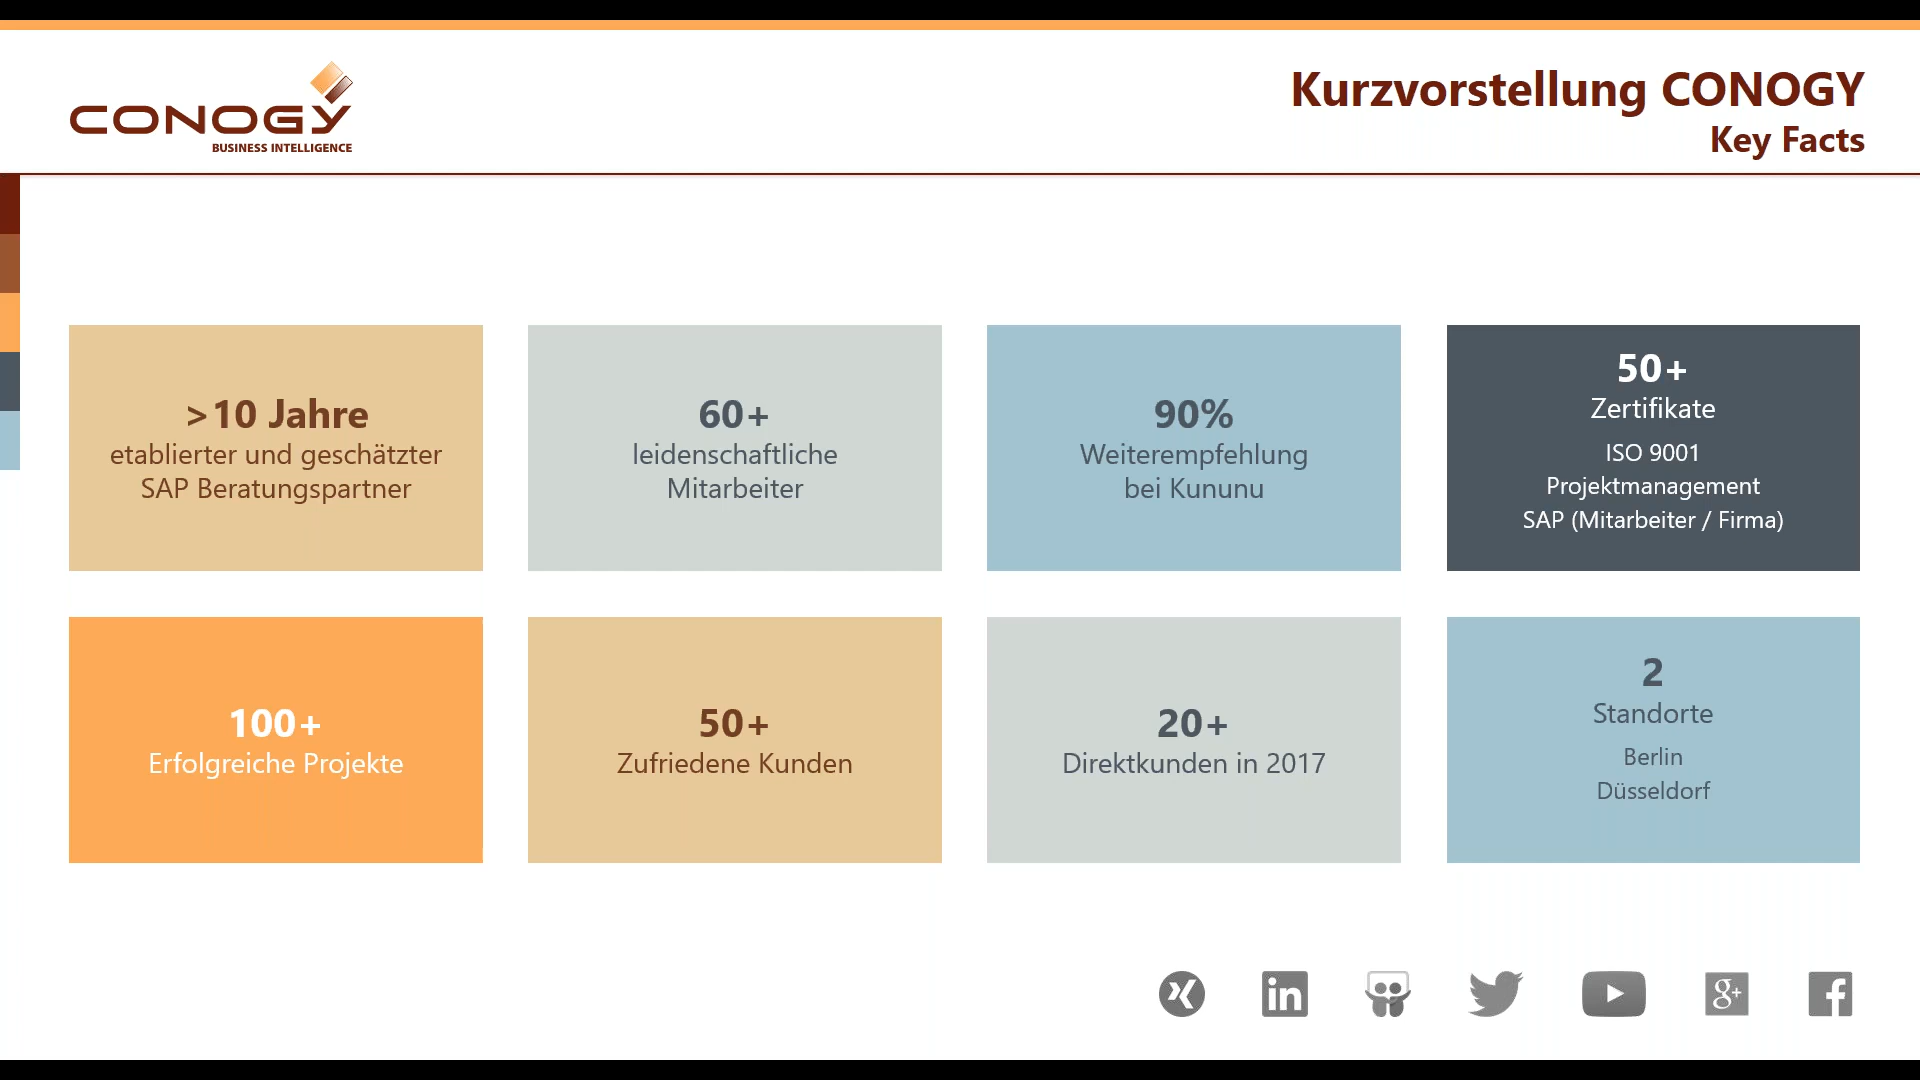 CONOGY
BUSINESS INTELLIGENCE
Kurzvorstellung CONOGY
Key Facts
>10 Jahre
etablierter und geschätzter
SAP Beratungspartner
60+
leidenschaftliche
Mitarbeiter
90%
Weiterempfehlung
bei Kununu
50+
Zertifikate
ISO 9001
Projektmanagement
SAP (Mitarbeiter / Firma)
100+
Erfolgreiche Projekte
50+
Zufriedene Kunden
20+
Direktkunden in 2017
2
Standorte
Berlin
Düsseldorf
in
g+
f